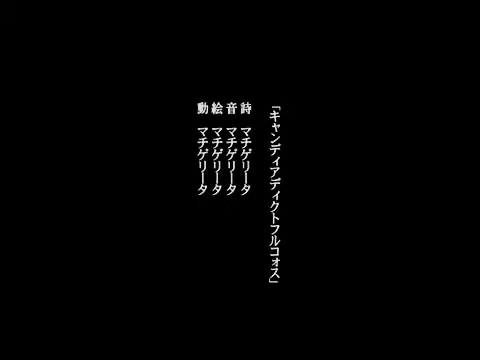 「キャンディアディクトフルコォス」
詩 マチゲリータ
音 マチゲリータ
絵 マチゲリータ
動 マチゲリータ